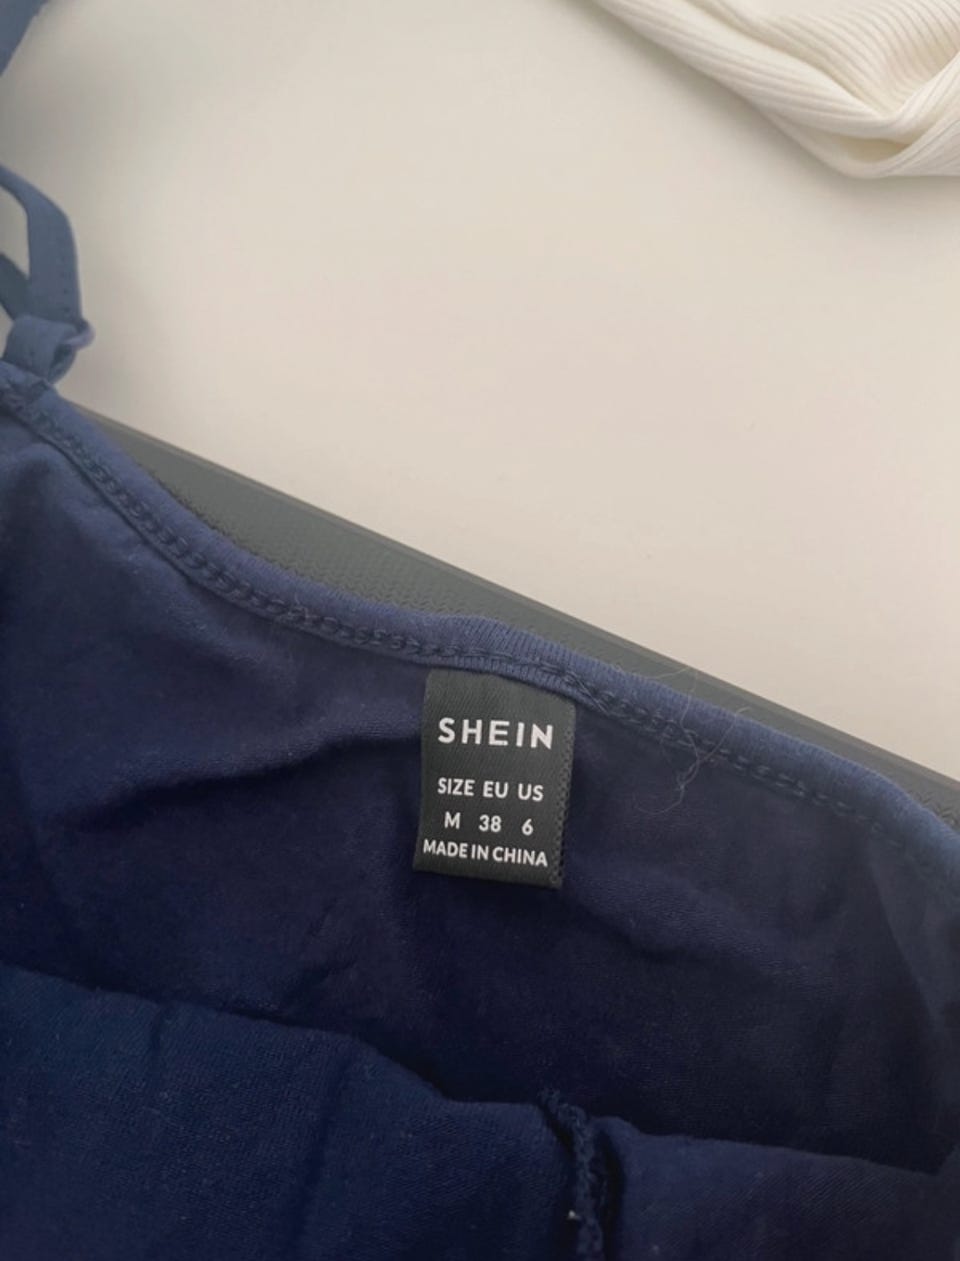 SHEIN
SIZE EU US
M 38 6
MADE IN CHINA